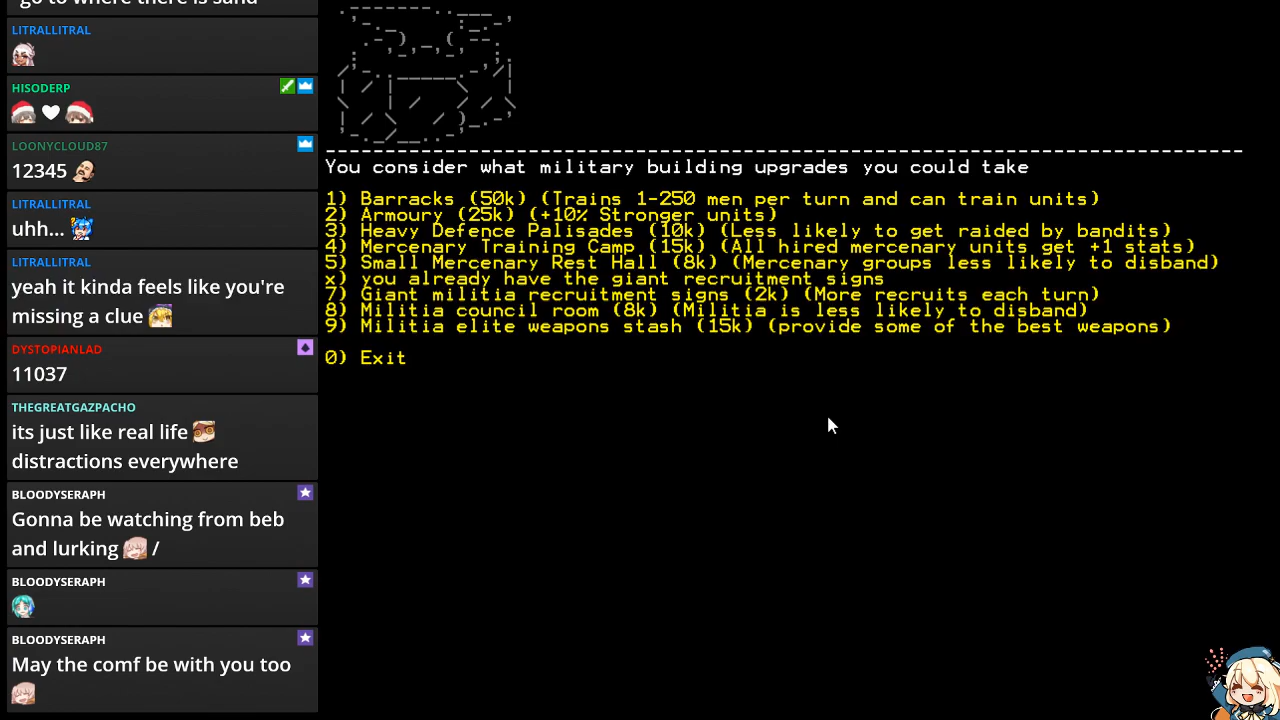 go to where there is sand
LITRALLITRAL
HISODERP
LOONYCLOUD87
12345
LITRALLITRAL
uhh...
LITRALLITRAL
yeah it kinda feels like you're
missing a clue
DYSTOPIANLAD
11037
THEGREATGAZPACHO
its just like real life
distractions everywhere
BLOODYSERAPH
Gonna be watching from beb
and lurking /
BLOODYSERAPH
BLOODYSERAPH
May the comf be with you too
You consider what military building upgrades you could take
1) Barracks (50k) (Trains 1-250 men per turn and can train units)
2) Armoury (25k) (+10% Stronger units)
3) Heavy Defence Palisades (10k) (Less likely to get raided by bandits)
4) Mercenary Training Camp (15k) (All hired mercenary units get +1 stats)
5) Small Mercenary Rest Hall (8k) (Mercenary groups less likely to disband)
x) you already have the giant recruitment signs
7) Giant militia recruitment signs (2k) (More recruits each turn)
8) Militia council room (8k) (Militia is less likely to disband)
9) Militia elite weapons stash (15k) (provide some of the best weapons)
0) Exit